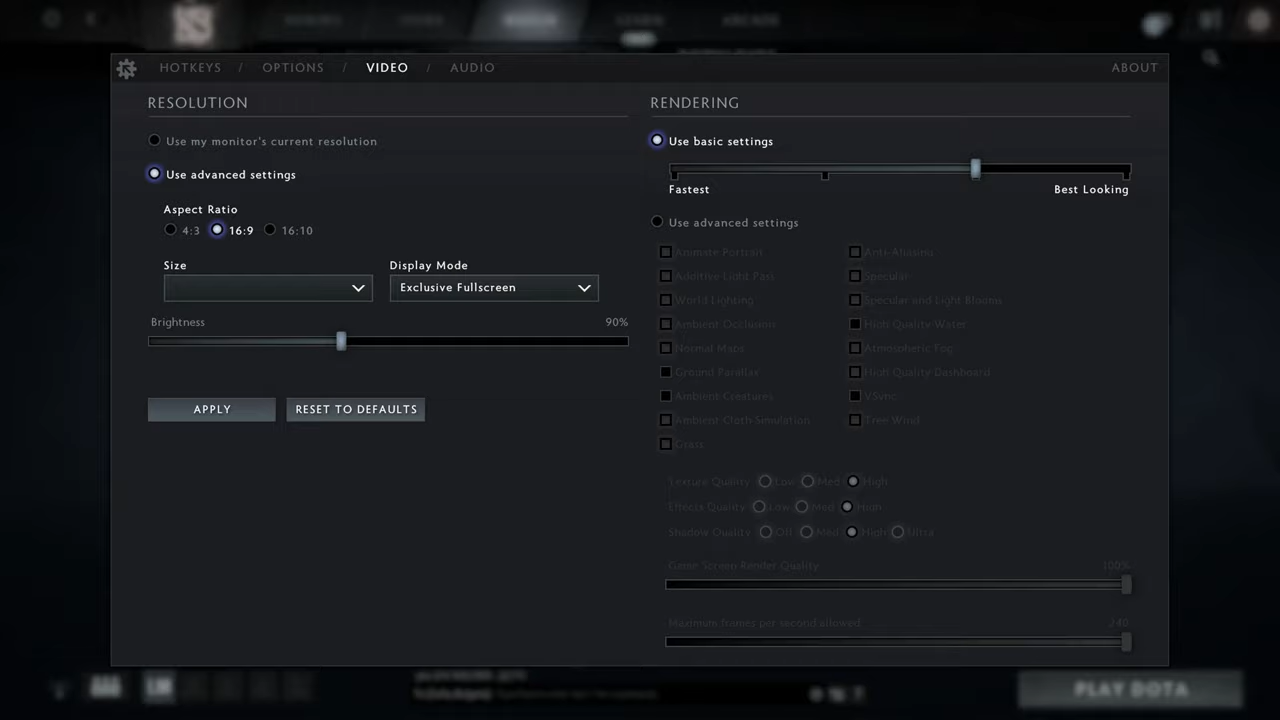 HOTKEYS / OPTIONS / VIDEO / AUDIO
ABOUT
RESOLUTION
Use my monitor's current resolution
Use advanced settings
Aspect Ratio
4:3 16:9 16:10
Size
Display Mode
Exclusive Fullscreen
Brightness 90%
APPLY
RESET TO DEFAULTS
RENDERING
Use basic settings
Fastest
Best Looking
Use advanced settings
Animate Portrait
Anti-Aliasing
Additive Light Pass
Specular
World Lighting
Specular and Light Blooms
Ambient Occlusion
High Quality Water
Normal Maps
Atmospheric Fog
Ground Parallax
High Quality Dashboard
Ambient Creatures
VSync
Ambient Cloth Simulation
Tree Wind
Grass
Texture Quality Low Med High
Effects Quality Low Med High
Shadow Quality Off Med High Ultra
Game Screen Render Quality 100%
Maximum frames per second allowed
PLAY DOTA